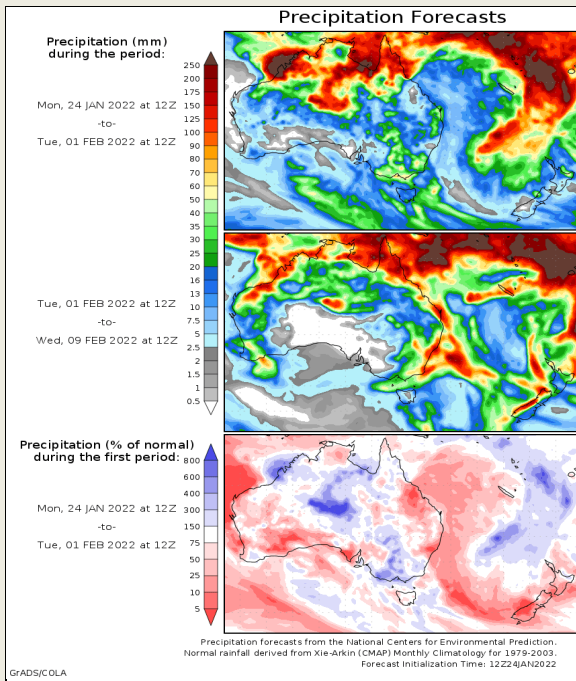 Precipitation Forecasts
Precipitation (mm)
during the period:
Mon, 24 JAN 2022 at 12Z
-to-
Tue, 01 FEB 2022 at 12Z
250
200
175
150
125
100
90
80
70
60
50
40
35
30
25
20
16
13
10
7.5
5
2.5
2
1.5
1
0.5
Tue, 01 FEB 2022 at 12Z
-to-
Wed, 09 FEB 2022 at 12Z
Precipitation (% of normal)
during the first period:
Mon, 24 JAN 2022 at 12Z
-to-
Tue, 01 FEB 2022 at 12Z
800
600
400
300
150
75
50
25
10
5
Precipitation forecasts from the National Centers for Environmental Prediction.
Normal rainfall derived from Xie-Arkin (CMAP) Monthly Climatology for 1979-2003.
Forecast Initialization Time: 12Z24JAN2022
GrADS/COLA